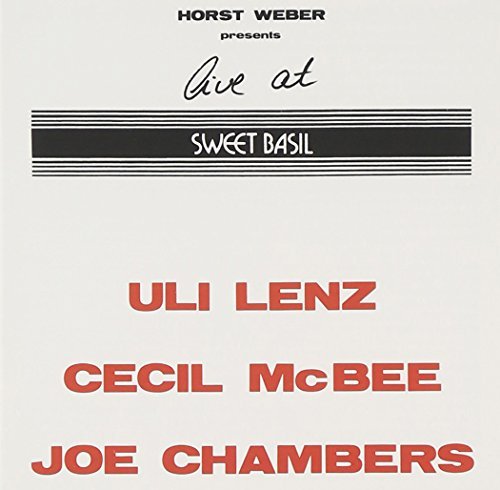 HORST WEBER
presents
live at
SWEET BASIL
ULI LENZ
CECIL McBEE
JOE CHAMBERS